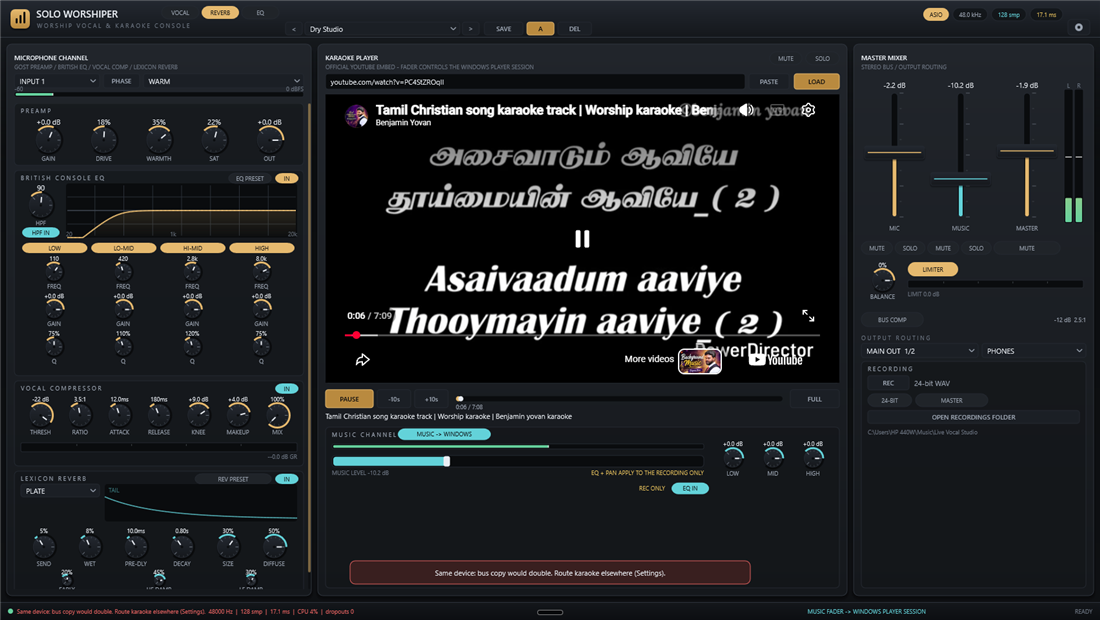 SOLO WORSHIPER
WORSHIP VOCAL & KARAOKE CONSOLE
VOCAL REVERB EQ
< Dry Studio > SAVE A DEL
ASIO 48.0 kHz 128 smp 17.1 ms
MICROPHONE CHANNEL
GOST PREAMP / BRITISH EQ / VOCAL COMP / LEXICON REVERB
INPUT 1 PHASE WARM
-60 0 dBFS
PREAMP
+0.0 dB 18% 35% 22% +0.0 dB
GAIN DRIVE WARMTH SAT OUT
BRITISH CONSOLE EQ EQ PRESET IN
90
HPF
HPF IN
20 1k 20k
LOW LO-MID HI-MID HIGH
110 420 2.8k 8.0k
FREQ FREQ FREQ FREQ
+0.0 dB +0.0 dB +0.0 dB +0.0 dB
GAIN GAIN GAIN GAIN
75% 110% 120% 75%
Q Q Q Q
VOCAL COMPRESSOR IN
-22 dB 3.5:1 12.0ms 180ms +9.0 dB +4.0 dB 100%
THRESH RATIO ATTACK RELEASE KNEE MAKEUP MIX
--0.0 dB GR
LEXICON REVERB REV PRESET IN
PLATE TAIL
5% 8% 10.0ms 0.80s 30% 50%
SEND WET PRE-DLY DECAY SIZE DIFFUSE
20% 45% 30%
KARAOKE PLAYER MUTE SOLO
OFFICIAL YOUTUBE EMBED - FADER CONTROLS THE WINDOWS PLAYER SESSION
youtube.com/watch?v=PC4StZROqII PASTE LOAD
Tamil Christian song karaoke track | Worship karaoke | Benj
Benjamin Yovan
அசைவாடும் ஆவியே
தூய்மையின் ஆவியே_( 2 )
Asaivaadum aaviye
0:06 / 7:09
Thooymayin aaviye ( 2 )
PowerDirector
More videos YouTube
PAUSE -10s +10s FULL
0:06 / 7:08
Tamil Christian song karaoke track | Worship karaoke | Benjamin yovan karaoke
MUSIC CHANNEL MUSIC -> WINDOWS
+0.0 dB +0.0 dB +0.0 dB
MUSIC LEVEL -10.2 dB EQ + PAN APPLY TO THE RECORDING ONLY
LOW MID HIGH
REC ONLY EQ IN
Same device: bus copy would double. Route karaoke elsewhere (Settings).
MASTER MIXER
STEREO BUS / OUTPUT ROUTING
-2.2 dB -10.2 dB -1.9 dB L R
MIC MUSIC MASTER
MUTE SOLO MUTE SOLO MUTE
0%
BALANCE
LIMITER
LIMIT 0.0 dB
BUS COMP -12 dB 2.5:1
OUTPUT ROUTING
MAIN OUT 1/2 PHONES
RECORDING
REC 24-bit WAV
24-BIT MASTER
OPEN RECORDINGS FOLDER
C:\Users\HP 440W\Music\Live Vocal Studio
Same device: bus copy would double. Route karaoke elsewhere (Settings). 48000 Hz | 128 smp | 17.1 ms | CPU 4% | dropouts 0
MUSIC FADER -> WINDOWS PLAYER SESSION READY